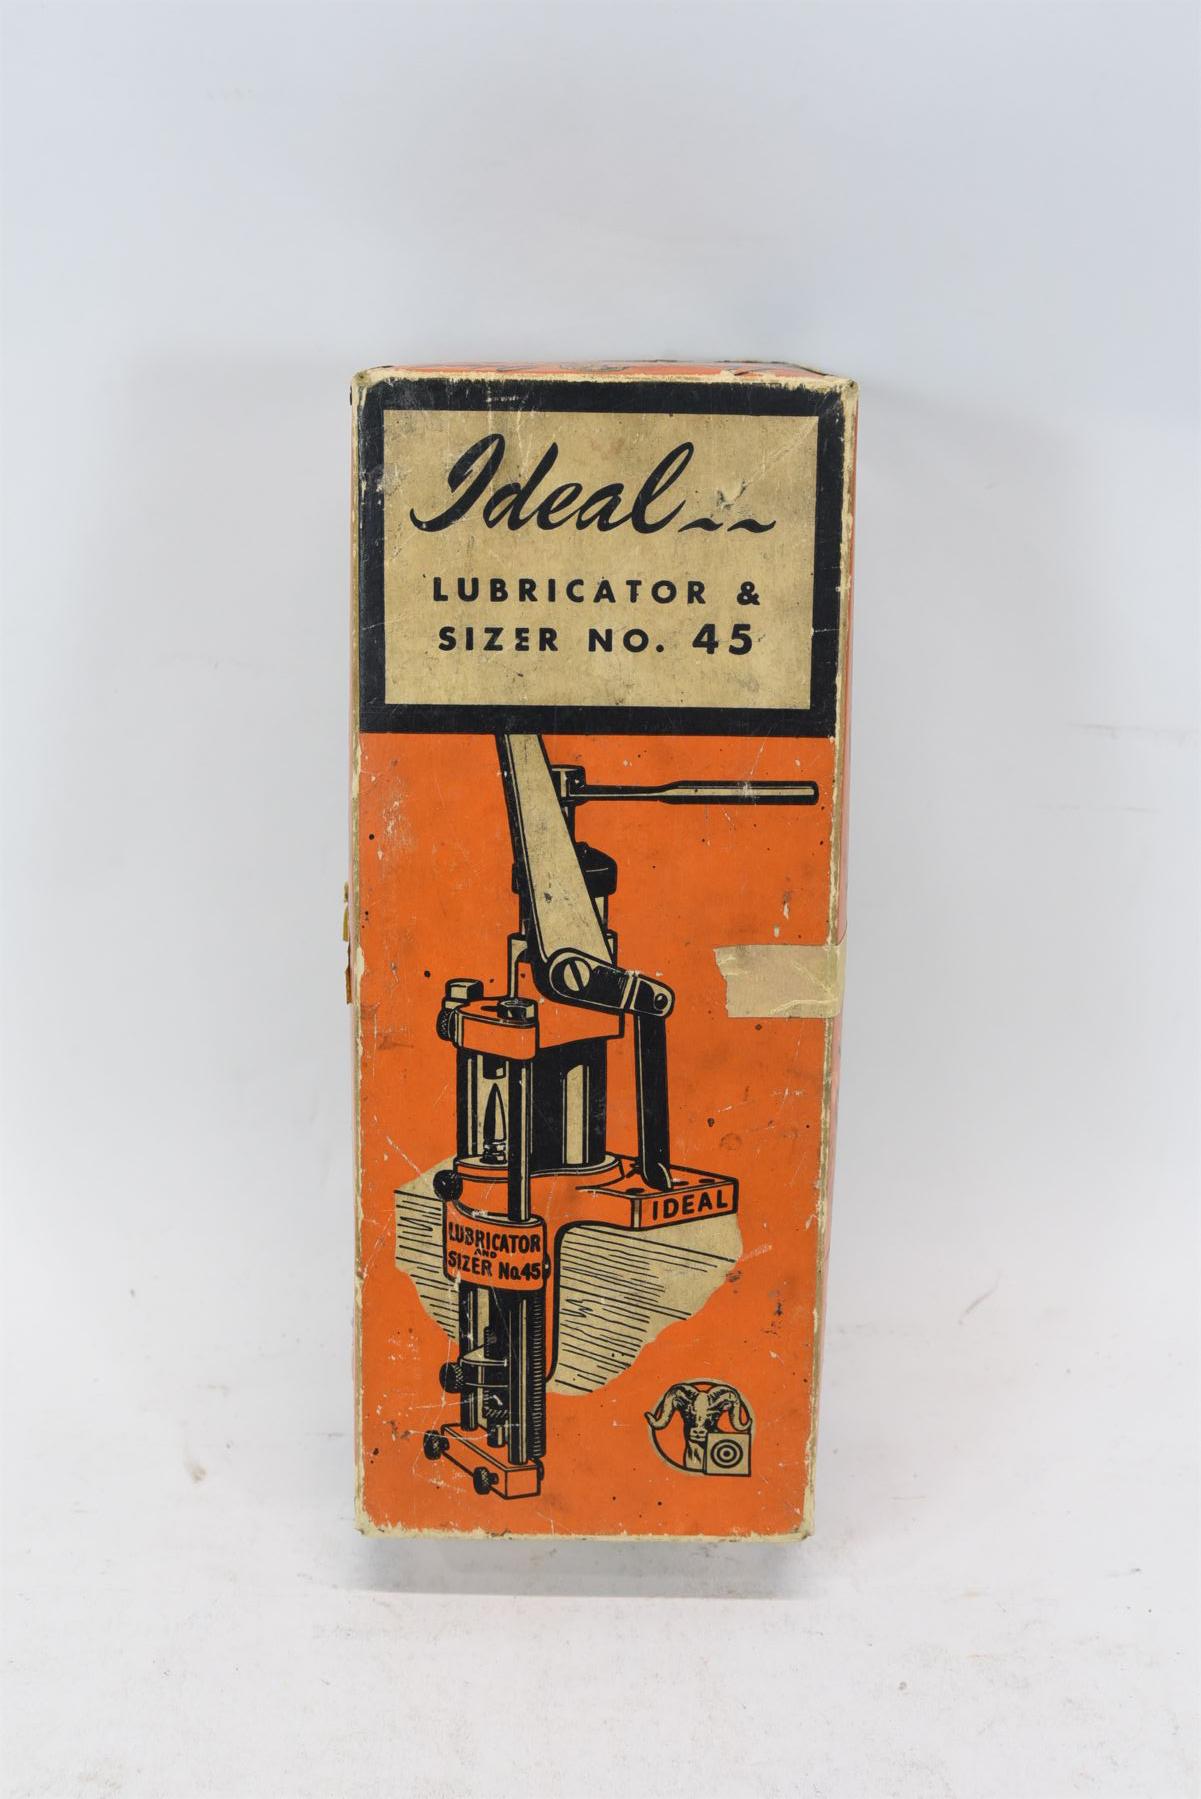 Ideal
LUBRICATOR &
SIZER NO. 45
IDEAL
LUBRICATOR
AND
SIZER No.45